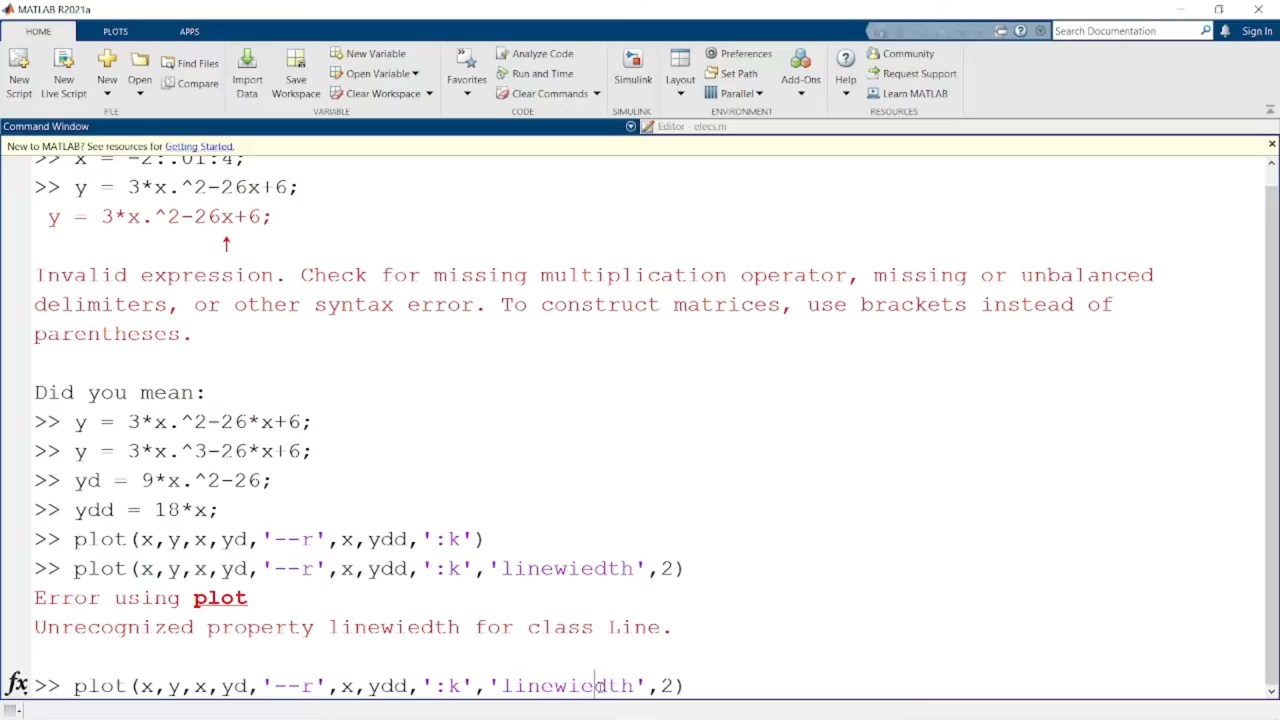 MATLAB R2021a
HOME PLOTS APPS
Search Documentation Sign In
New Script
New Live Script
New
Open
Find Files
Compare
FILE
Import Data
Save Workspace
New Variable
Open Variable
Clear Workspace
VARIABLE
Favorites
Analyze Code
Run and Time
Clear Commands
CODE
Simulink
SIMULINK
Layout
Preferences
Set Path
Parallel
Add-Ons
ENVIRONMENT
Help
Community
Request Support
Learn MATLAB
RESOURCES
Command Window
Editor - elecs.m
New to MATLAB? See resources for Getting Started.
>> x = -2:.01:4;
>> y = 3*x.^2-26x+6;
y = 3*x.^2-26x+6;
↑
Invalid expression. Check for missing multiplication operator, missing or unbalanced
delimiters, or other syntax error. To construct matrices, use brackets instead of
parentheses.
Did you mean:
>> y = 3*x.^2-26*x+6;
>> y = 3*x.^3-26*x+6;
>> yd = 9*x.^2-26;
>> ydd = 18*x;
>> plot(x,y,x,yd,'--r',x,ydd,':k')
>> plot(x,y,x,yd,'--r',x,ydd,':k','linewiedth',2)
Error using plot
Unrecognized property linewiedth for class Line.
fx >> plot(x,y,x,yd,'--r',x,ydd,':k','linewiedth',2)